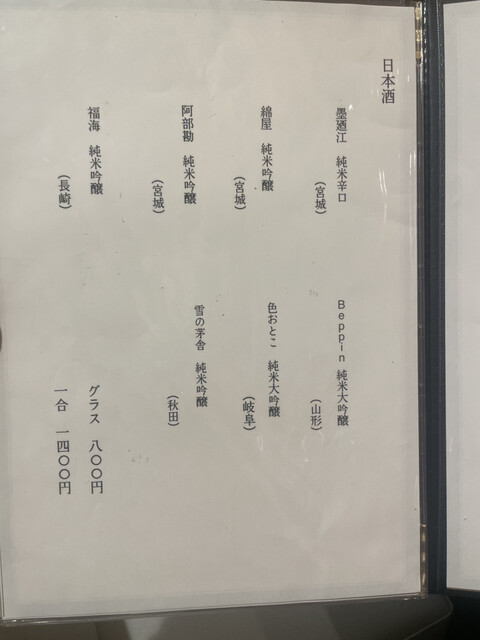 日本酒
墨廼江 純米辛口
(宮城)
綿屋 純米吟醸
(宮城)
阿部勘 純米吟醸
(宮城)
福海 純米吟醸
(長崎)
Beppin 純米大吟醸
(山形)
色おとこ 純米大吟醸
(岐阜)
雪の茅舎 純米吟醸
(秋田)
グラス 八〇〇円
一合 一四〇〇円